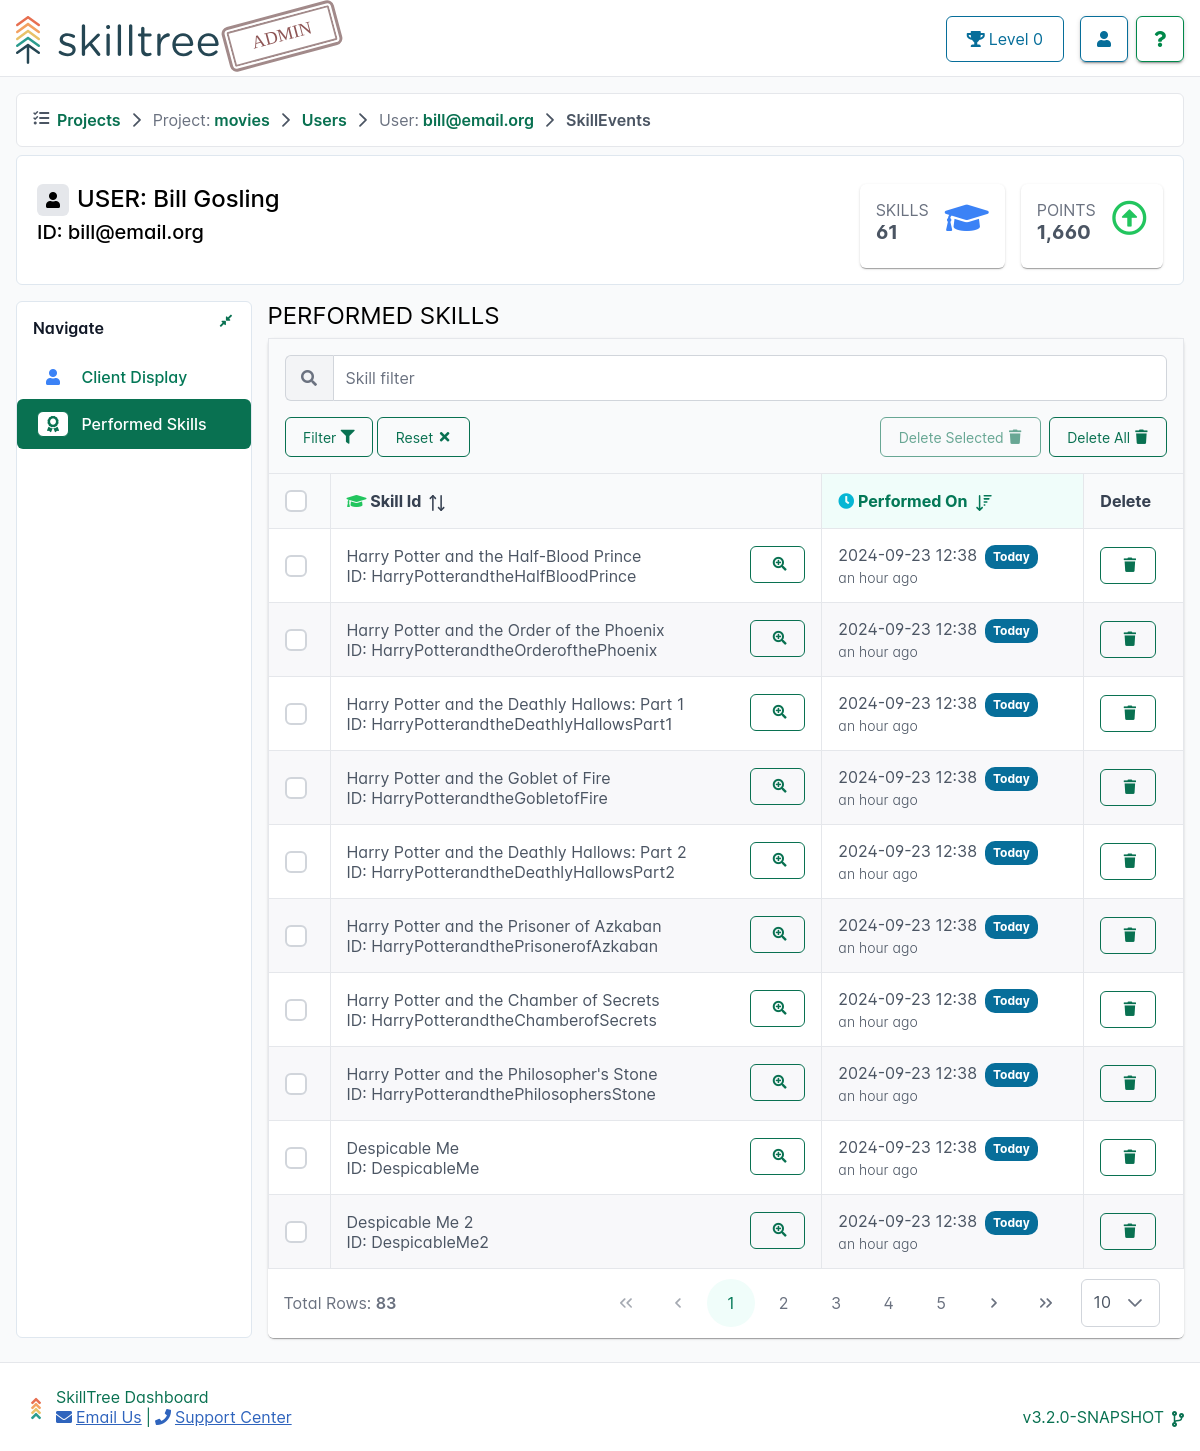 skilltree
ADMIN
Level 0
?
Projects > Project: movies > Users > User: bill@email.org > SkillEvents
USER: Bill Gosling
ID: bill@email.org
SKILLS
61
POINTS
1,660
Navigate
Client Display
Performed Skills
PERFORMED SKILLS
Skill filter
Filter
Reset
Delete Selected
Delete All
Skill Id
Performed On
Delete
Harry Potter and the Half-Blood Prince
ID: HarryPotterandtheHalfBloodPrince
2024-09-23 12:38 Today
an hour ago
Harry Potter and the Order of the Phoenix
ID: HarryPotterandtheOrderofthePhoenix
2024-09-23 12:38 Today
an hour ago
Harry Potter and the Deathly Hallows: Part 1
ID: HarryPotterandtheDeathlyHallowsPart1
2024-09-23 12:38 Today
an hour ago
Harry Potter and the Goblet of Fire
ID: HarryPotterandtheGobletofFire
2024-09-23 12:38 Today
an hour ago
Harry Potter and the Deathly Hallows: Part 2
ID: HarryPotterandtheDeathlyHallowsPart2
2024-09-23 12:38 Today
an hour ago
Harry Potter and the Prisoner of Azkaban
ID: HarryPotterandthePrisonerofAzkaban
2024-09-23 12:38 Today
an hour ago
Harry Potter and the Chamber of Secrets
ID: HarryPotterandtheChamberofSecrets
2024-09-23 12:38 Today
an hour ago
Harry Potter and the Philosopher's Stone
ID: HarryPotterandthePhilosophersStone
2024-09-23 12:38 Today
an hour ago
Despicable Me
ID: DespicableMe
2024-09-23 12:38 Today
an hour ago
Despicable Me 2
ID: DespicableMe2
2024-09-23 12:38 Today
an hour ago
Total Rows: 83
« ‹ 1 2 3 4 5 › »
10
SkillTree Dashboard
Email Us | Support Center
v3.2.0-SNAPSHOT